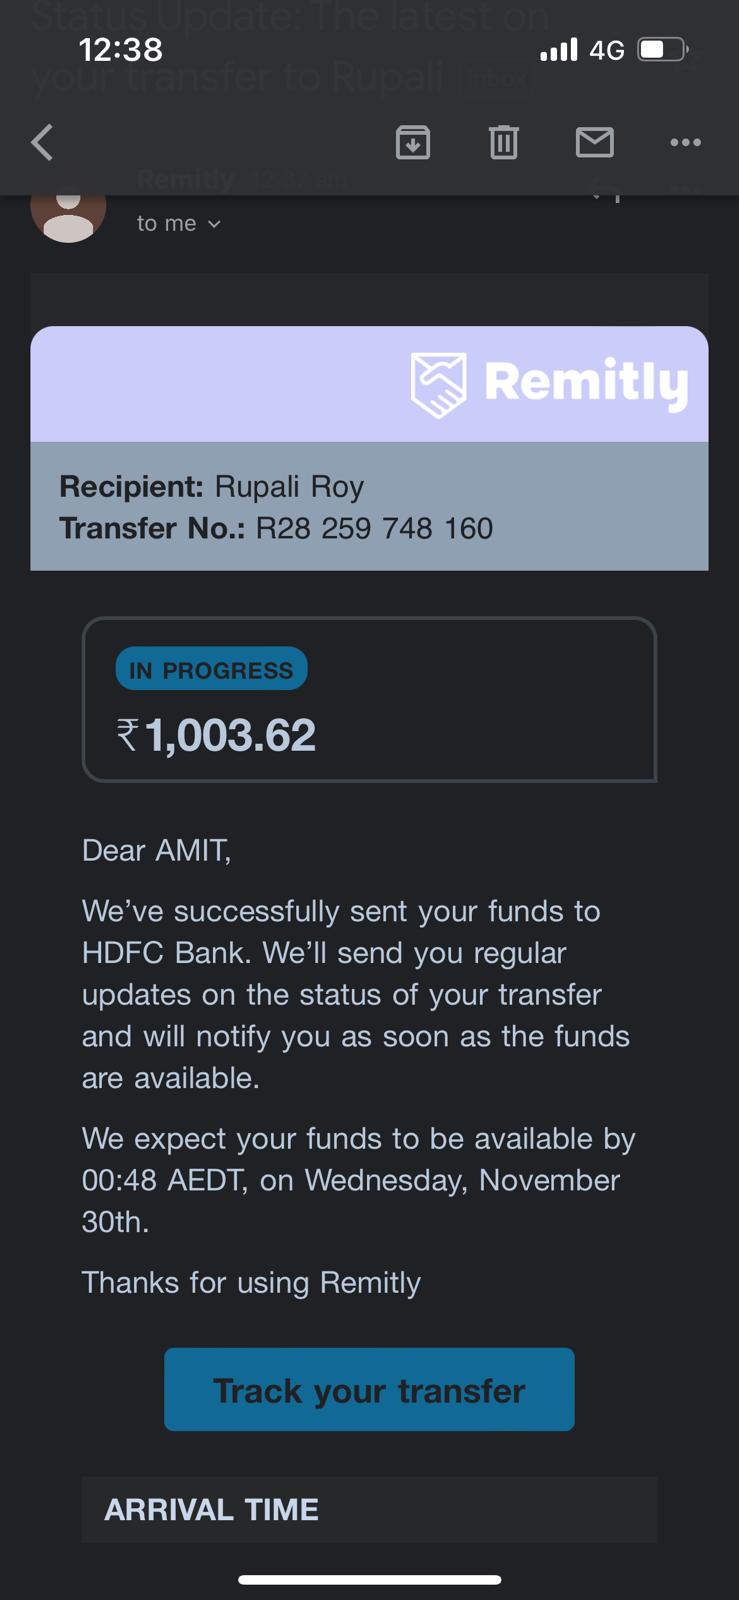 Status Update: The latest on
12:38
4G
your transfer to Rupali Inbox
Remitly 12:37 am
to me
Remitly
Recipient: Rupali Roy
Transfer No.: R28 259 748 160
IN PROGRESS
₹1,003.62
Dear AMIT,
We’ve successfully sent your funds to
HDFC Bank. We’ll send you regular
updates on the status of your transfer
and will notify you as soon as the funds
are available.
We expect your funds to be available by
00:48 AEDT, on Wednesday, November
30th.
Thanks for using Remitly
Track your transfer
ARRIVAL TIME